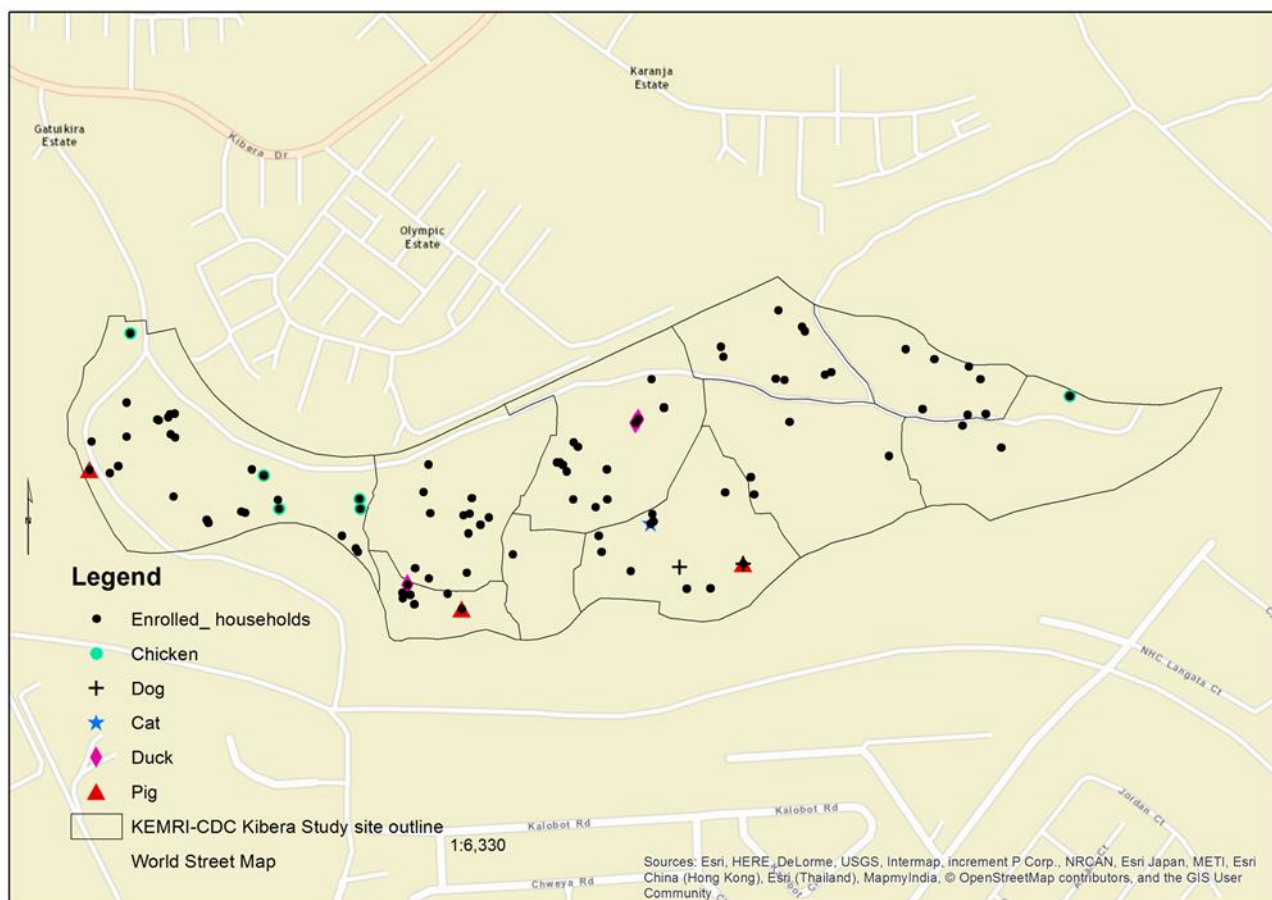 Karanja
Estate
Gatuikira
Estate
Kibera Dr
Olympic
Estate
N
Legend
Enrolled_ households
Chicken
Dog
Cat
Duck
Pig
KEMRI-CDC Kibera Study site outline
World Street Map
1:6,330
NHC Langata Ct
Jordan Ct
Kalobot Rd
Kalobot Rd
Chweya Rd
Sources: Esri, HERE, DeLorme, USGS, Intermap, increment P Corp., NRCAN, Esri Japan, METI, Esri
China (Hong Kong), Esri (Thailand), MapmyIndia, © OpenStreetMap contributors, and the GIS User
Community